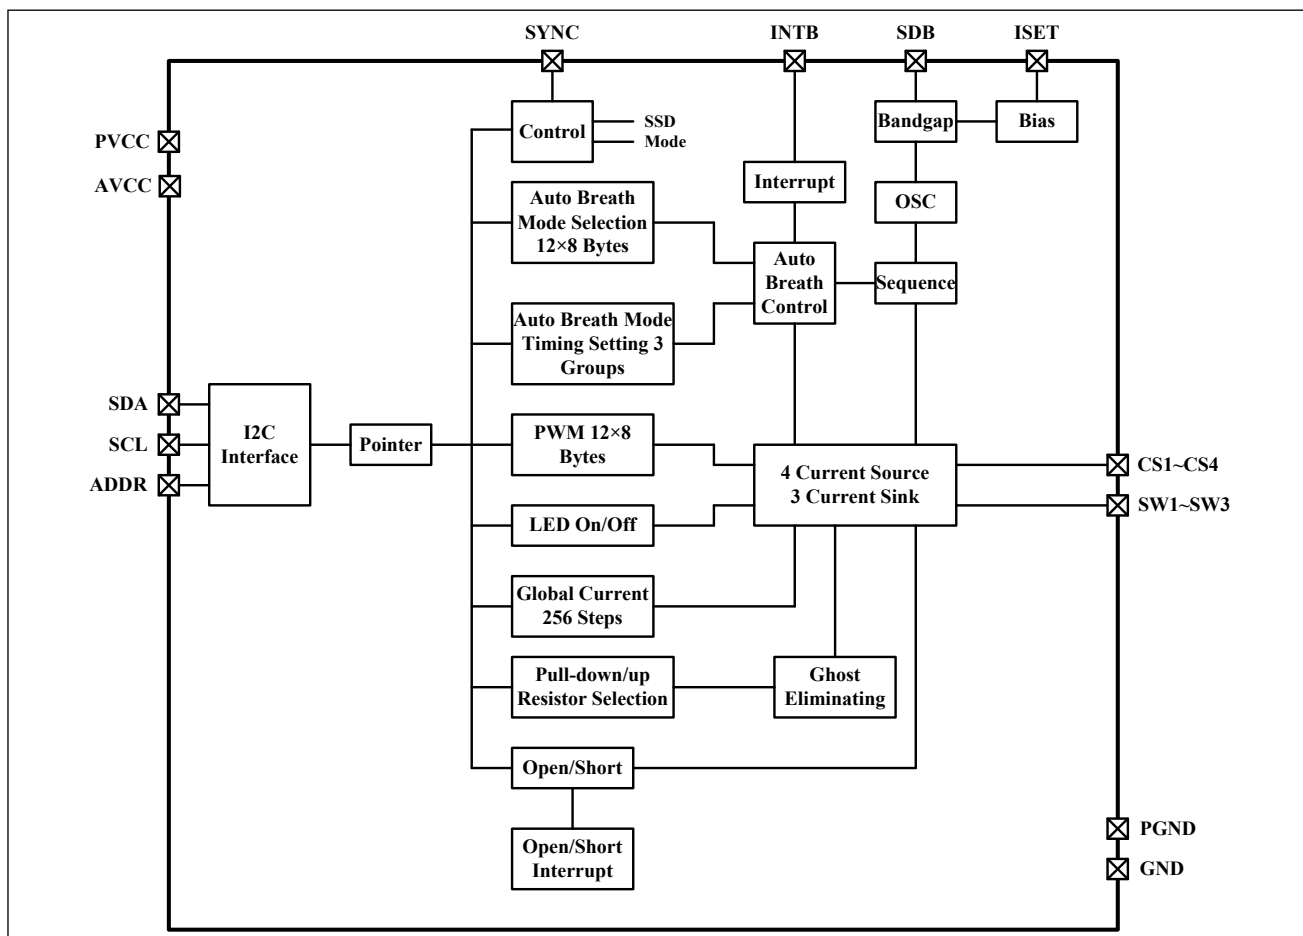 SYNC
INTB
SDB
ISET
PVCC
AVCC
Control
SSD
Mode
Bandgap
Bias
Interrupt
OSC
Auto Breath
Mode Selection
12×8 Bytes
Auto
Breath
Control
Sequence
Auto Breath Mode
Timing Setting 3
Groups
SDA
SCL
ADDR
I2C
Interface
Pointer
PWM 12×8
Bytes
4 Current Source
3 Current Sink
CS1~CS4
SW1~SW3
LED On/Off
Global Current
256 Steps
Pull-down/up
Resistor Selection
Ghost
Eliminating
Open/Short
Open/Short
Interrupt
PGND
GND